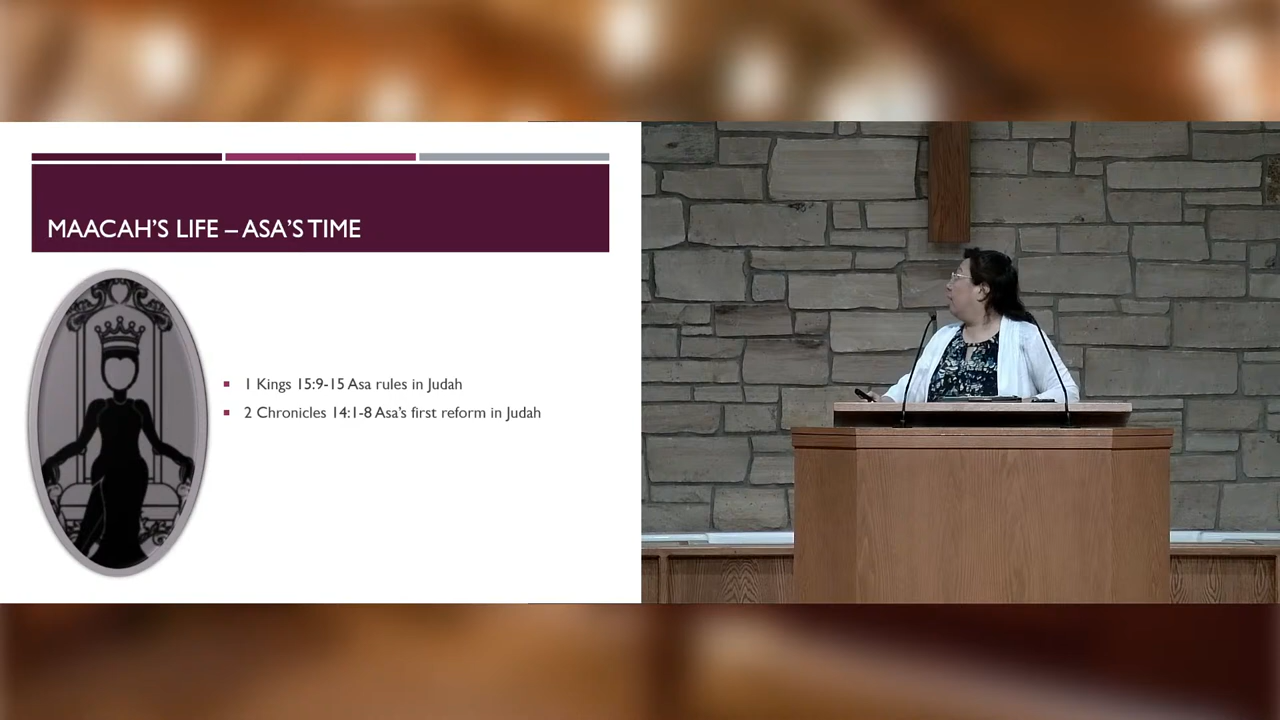 MAACAH'S LIFE – ASA'S TIME
1 Kings 15:9-15 Asa rules in Judah
2 Chronicles 14:1-8 Asa's first reform in Judah